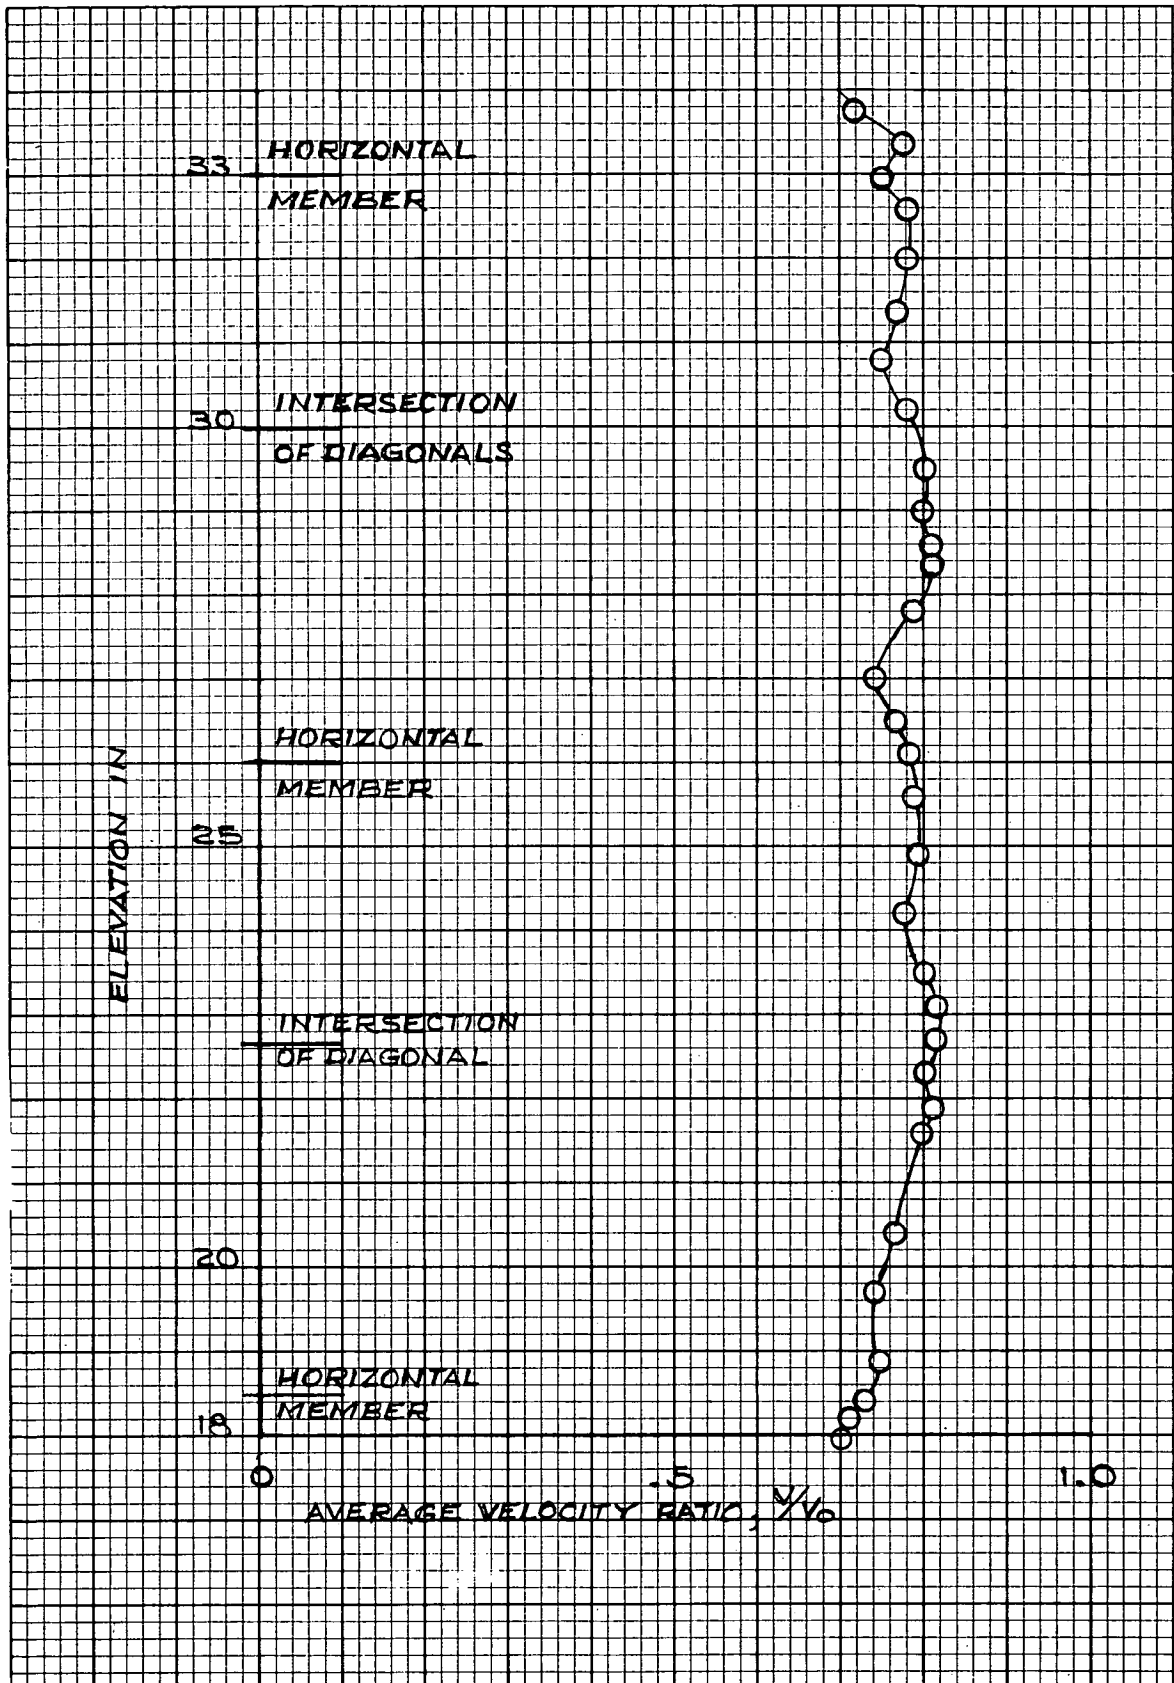 HORIZONTAL
33
MEMBER
INTERSECTION
30
OF DIAGONALS
HORIZONTAL
MEMBER
25
ELEVATION IN
INTERSECTION
OF DIAGONAL
20
HORIZONTAL
MEMBER
18
0 .5 1.0
AVERAGE VELOCITY RATIO, V/Vo